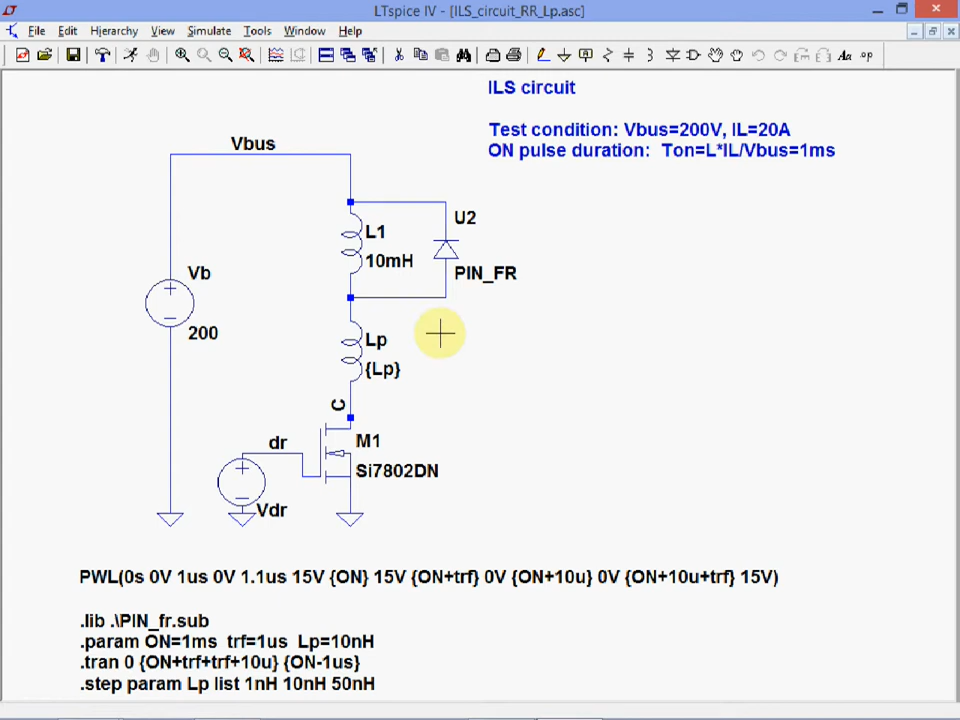 LTspice IV - [ILS_circuit_RR_Lp.asc]
File Edit Hierarchy View Simulate Tools Window Help
Aa .op
ILS circuit
Test condition: Vbus=200V, IL=20A
ON pulse duration: Ton=L*IL/Vbus=1ms
Vbus
U2
L1
10mH
PIN_FR
Vb
200
Lp
{Lp}
C
dr
M1
Si7802DN
Vdr
PWL(0s 0V 1us 0V 1.1us 15V {ON} 15V {ON+trf} 0V {ON+10u} 0V {ON+10u+trf} 15V)
.lib .\PIN_fr.sub
.param ON=1ms trf=1us Lp=10nH
.tran 0 {ON+trf+trf+10u} {ON-1us}
.step param Lp list 1nH 10nH 50nH